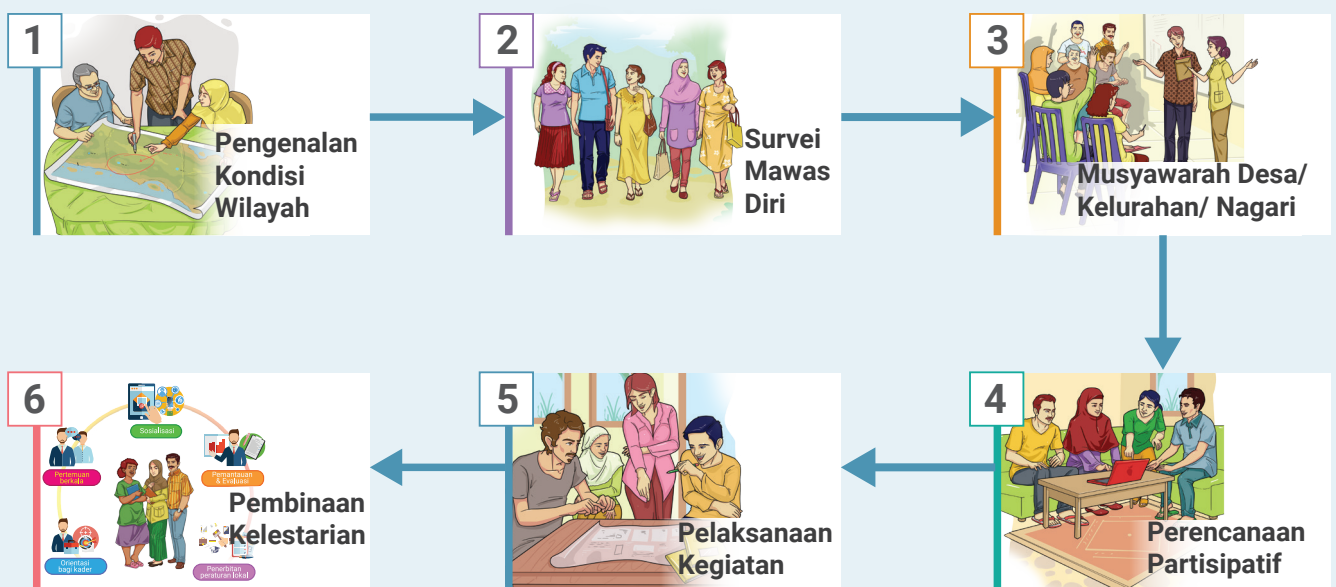 1
Pengenalan
Kondisi
Wilayah
2
Survei
Mawas
Diri
3
Musyawarah Desa/
Kelurahan/ Nagari
4
Perencanaan
Partisipatif
5
Pelaksanaan
Kegiatan
6
Sosialisasi
Pertemuan
berkala
Pemantauan
& Evaluasi
Orientasi
bagi kader
Penerbitan
peraturan lokal
Pembinaan
Kelestarian